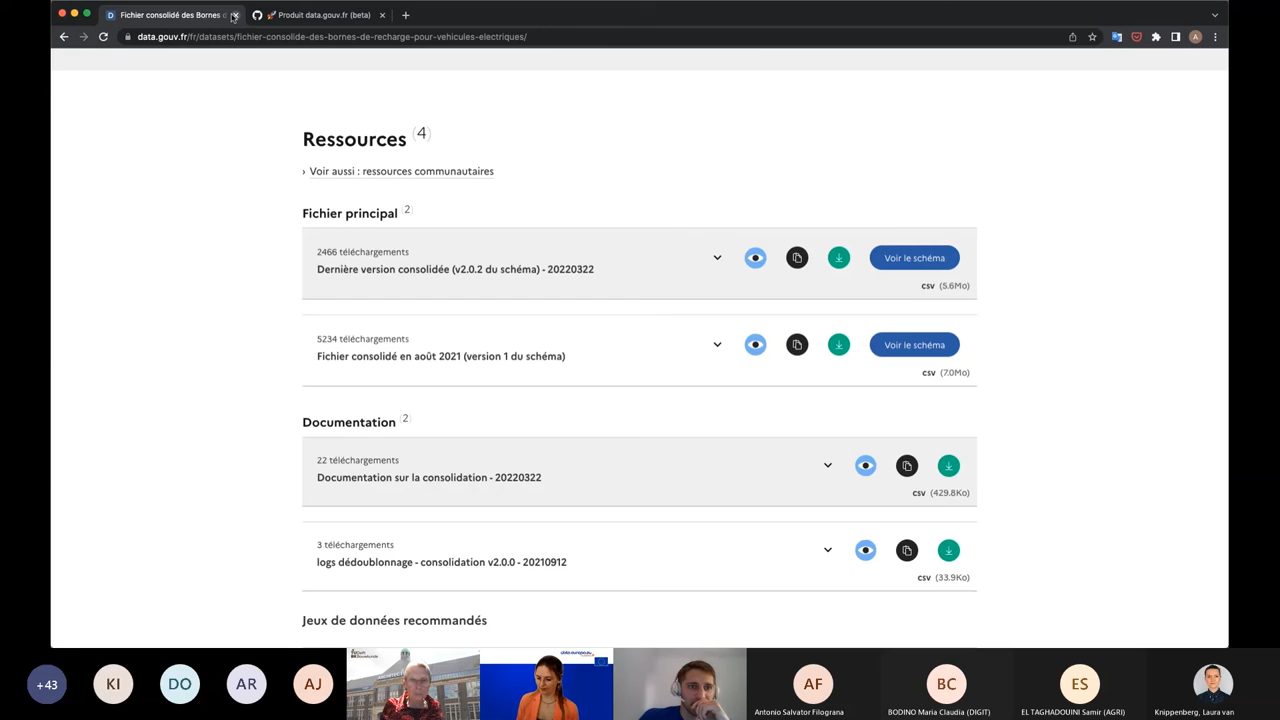 Fichier consolidé des Bornes d
Produit data.gouv.fr (beta)
data.gouv.fr/fr/datasets/fichier-consolide-des-bornes-de-recharge-pour-vehicules-electriques/
A
Ressources (4)
› Voir aussi : ressources communautaires
Fichier principal 2
2466 téléchargements
Dernière version consolidée (v2.0.2 du schéma) - 20220322
Voir le schéma
csv (5.6Mo)
5234 téléchargements
Fichier consolidé en août 2021 (version 1 du schéma)
Voir le schéma
csv (7.0Mo)
Documentation 2
22 téléchargements
Documentation sur la consolidation - 20220322
csv (429.8Ko)
3 téléchargements
logs dédoublonnage - consolidation v2.0.0 - 20210912
csv (33.9Ko)
Jeux de données recommandés
+43
KI
DO
AR
AJ
data.europa.eu
AF
BC
ES
Antonio Salvator Filograna
BODINO Maria Claudia (DIGIT)
EL TAGHADOUINI Samir (AGRI)
Knippenberg, Laura van